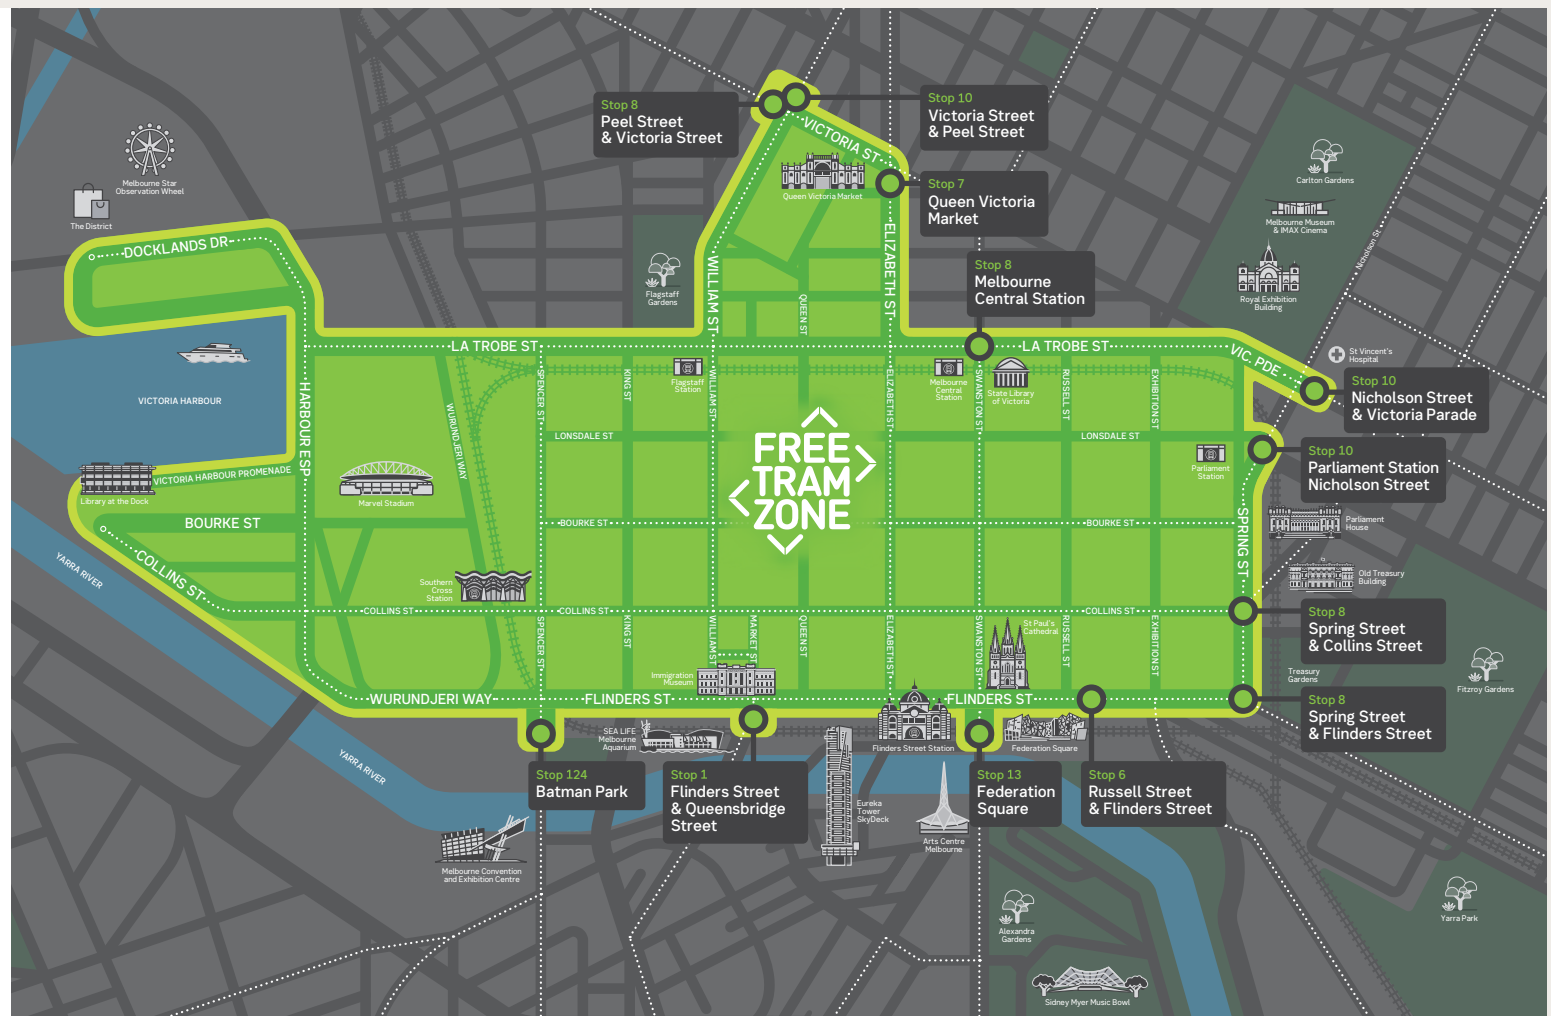 Stop 8
Peel Street
& Victoria Street
Stop 10
Victoria Street
& Peel Street
VICTORIA ST
Queen Victoria Market
Stop 7
Queen Victoria
Market
Carlton Gardens
Melbourne Museum
& IMAX Cinema
Royal Exhibition
Building
Nicholson St
Melbourne Star
Observation Wheel
The District
DOCKLANDS DR
Flagstaff
Gardens
WILLIAM ST
QUEEN ST
ELIZABETH ST
Stop 8
Melbourne
Central Station
LA TROBE ST
LA TROBE ST
VIC. PDE
St Vincent's
Hospital
Stop 10
Nicholson Street
& Victoria Parade
VICTORIA HARBOUR
HARBOUR ESP
WURUNDJERI WAY
SPENCER ST
KING ST
Flagstaff
Station
WILLIAM ST
ELIZABETH ST
Melbourne
Central
Station
SWANSTON ST
State Library
of Victoria
RUSSELL ST
EXHIBITION ST
LONSDALE ST
LONSDALE ST
FREE
TRAM
ZONE
Parliament
Station
Stop 10
Parliament Station
Nicholson Street
VICTORIA HARBOUR PROMENADE
Library at the Dock
Marvel Stadium
BOURKE ST
BOURKE ST
BOURKE ST
SPRING ST
Parliament
House
Old Treasury
Building
YARRA RIVER
COLLINS ST
Southern
Cross
Station
COLLINS ST
COLLINS ST
COLLINS ST
SPENCER ST
KING ST
WILLIAM ST
MARKET ST
QUEEN ST
ELIZABETH ST
SWANSTON ST
St Paul's
Cathedral
RUSSELL ST
EXHIBITION ST
Stop 8
Spring Street
& Collins Street
Immigration
Museum
Treasury
Gardens
Fitzroy Gardens
WURUNDJERI WAY
FLINDERS ST
FLINDERS ST
Stop 8
Spring Street
& Flinders Street
SEA LIFE
Melbourne
Aquarium
Flinders Street Station
Federation Square
YARRA RIVER
Stop 124
Batman Park
Stop 1
Flinders Street
& Queensbridge
Street
Eureka
Tower
SkyDeck
Stop 13
Federation
Square
Stop 6
Russell Street
& Flinders Street
Arts Centre
Melbourne
Melbourne Convention
and Exhibition Centre
Alexandra
Gardens
Yarra Park
Sidney Myer Music Bowl